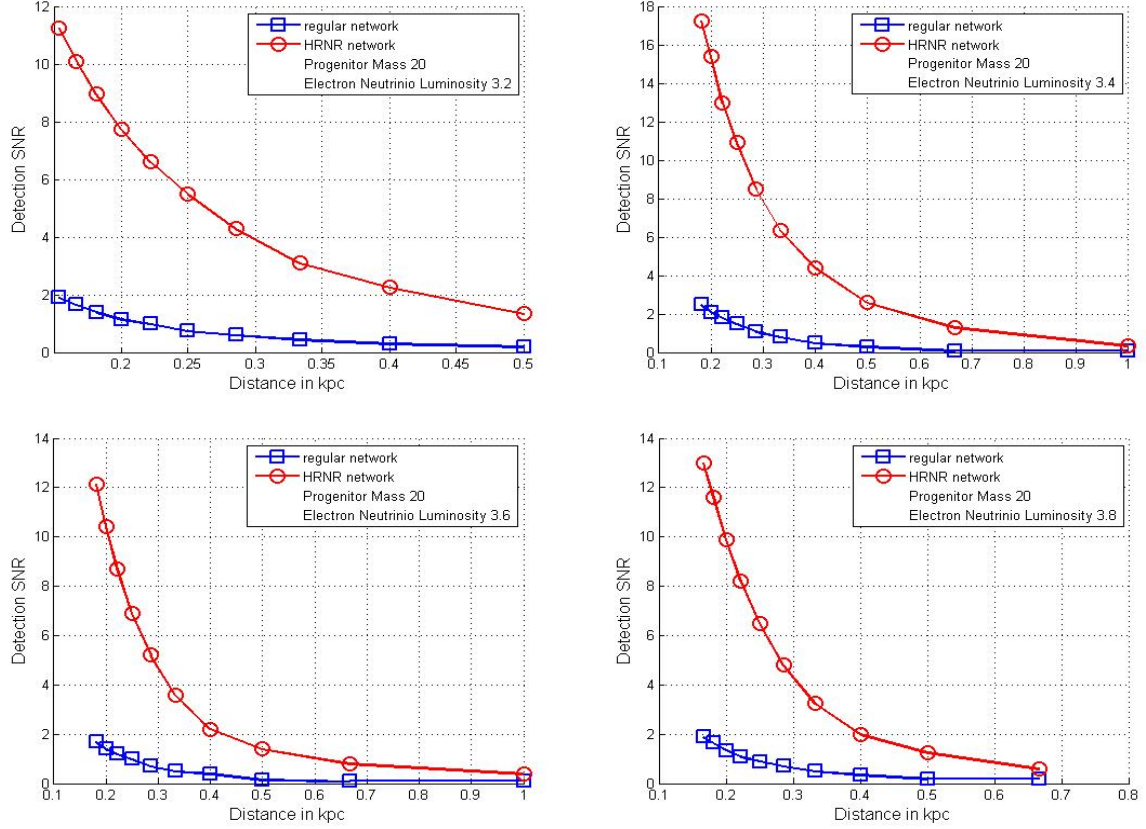 12
10
8
6
4
2
0
Detection SNR
0.2
0.25
0.3
0.35
0.4
0.45
0.5
Distance in kpc
regular network
HRNR network
Progenitor Mass 20
Electron Neutrinio Luminosity 3.2
18
16
14
12
10
8
6
4
2
0
Detection SNR
0.1
0.2
0.3
0.4
0.5
0.6
0.7
0.8
0.9
1
Distance in kpc
regular network
HRNR network
Progenitor Mass 20
Electron Neutrinio Luminosity 3.4
14
12
10
8
6
4
2
0
Detection SNR
0.1
0.2
0.3
0.4
0.5
0.6
0.7
0.8
0.9
1
Distance in kpc
regular network
HRNR network
Progenitor Mass 20
Electron Neutrinio Luminosity 3.6
14
12
10
8
6
4
2
0
Detection SNR
0.1
0.2
0.3
0.4
0.5
0.6
0.7
0.8
Distance in kpc
regular network
HRNR network
Progenitor Mass 20
Electron Neutrinio Luminosity 3.8